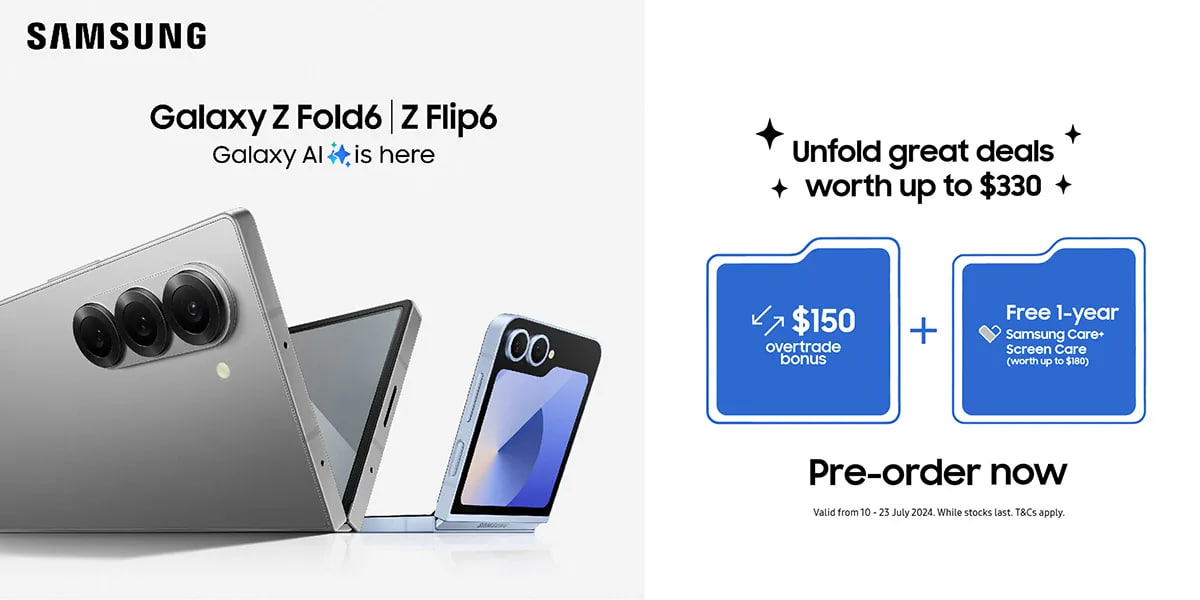 SAMSUNG
Galaxy Z Fold6 | Z Flip6
Galaxy AI is here
Unfold great deals
worth up to $330
$150
overtrade
bonus
+
Free 1-year
Samsung Care+
Screen Care
(worth up to $180)
Pre-order now
Valid from 10 - 23 July 2024. While stocks last. T&Cs apply.